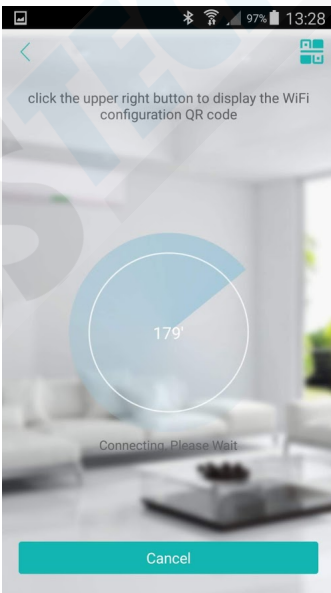 97% 13:28
click the upper right button to display the WiFi
configuration QR code
179'
Connecting, Please Wait
Cancel